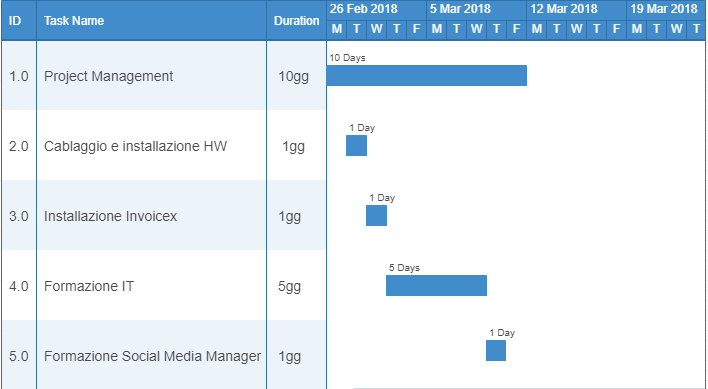 ID Task Name Duration 26 Feb 2018 5 Mar 2018 12 Mar 2018 19 Mar 2018
M T W T F M T W T F M T W T F M T W T
10 Days
1.0 Project Management 10gg
1 Day
2.0 Cablaggio e installazione HW 1gg
1 Day
3.0 Installazione Invoicex 1gg
5 Days
4.0 Formazione IT 5gg
1 Day
5.0 Formazione Social Media Manager 1gg